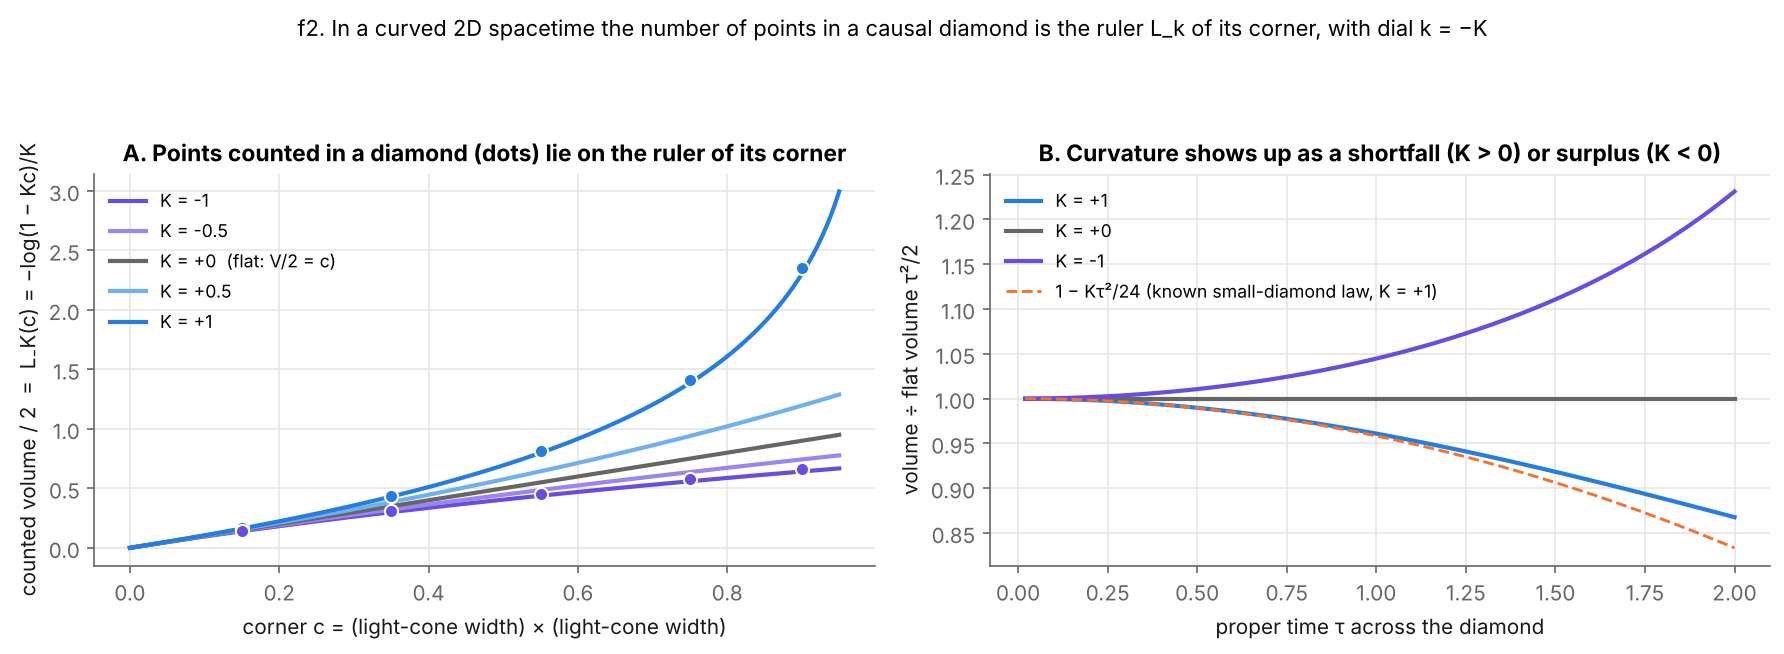 f2. In a curved 2D spacetime the number of points in a causal diamond is the ruler L_k of its corner, with dial k = −K
A. Points counted in a diamond (dots) lie on the ruler of its corner
counted volume / 2 = L_K(c) = −log(1 − Kc)/K
3.0
2.5
2.0
1.5
1.0
0.5
0.0
K = -1
K = -0.5
K = +0 (flat: V/2 = c)
K = +0.5
K = +1
0.0 0.2 0.4 0.6 0.8
corner c = (light-cone width) × (light-cone width)
B. Curvature shows up as a shortfall (K > 0) or surplus (K < 0)
volume ÷ flat volume τ²/2
1.25
1.20
1.15
1.10
1.05
1.00
0.95
0.90
0.85
K = +1
K = +0
K = -1
1 − Kτ²/24 (known small-diamond law, K = +1)
0.00 0.25 0.50 0.75 1.00 1.25 1.50 1.75 2.00
proper time τ across the diamond